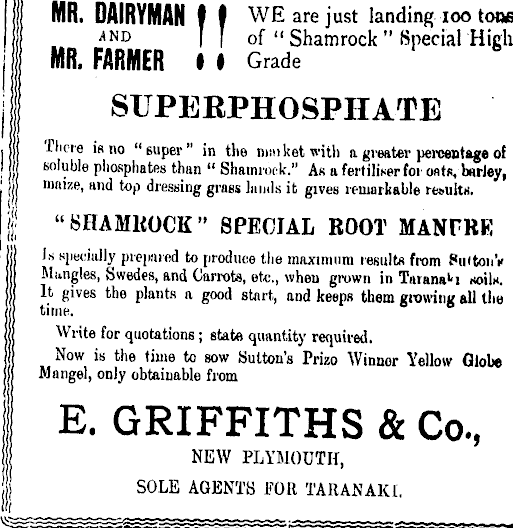 MR. DAIRYMAN
AND
MR. FARMER
! !
WE are just landing 100 tons
of "Shamrock" Special High
Grade
SUPERPHOSPHATE
There is no "super" in the market with a greater percentage of
soluble phosphates than "Shamrock." As a fertiliser for oats, barley,
maize, and top dressing grass lands it gives remarkable results.
"SHAMROCK" SPECIAL ROOT MANURE
Is specially prepared to produce the maximum results from Sutton's
Mangles, Swedes, and Carrots, etc., when grown in Taranaki soils.
It gives the plants a good start, and keeps them growing all the
time.
Write for quotations; state quantity required.
Now is the time to sow Sutton's Prizo Winner Yellow Globe
Mangel, only obtainable from
E. GRIFFITHS & Co.,
NEW PLYMOUTH,
SOLE AGENTS FOR TARANAKI.